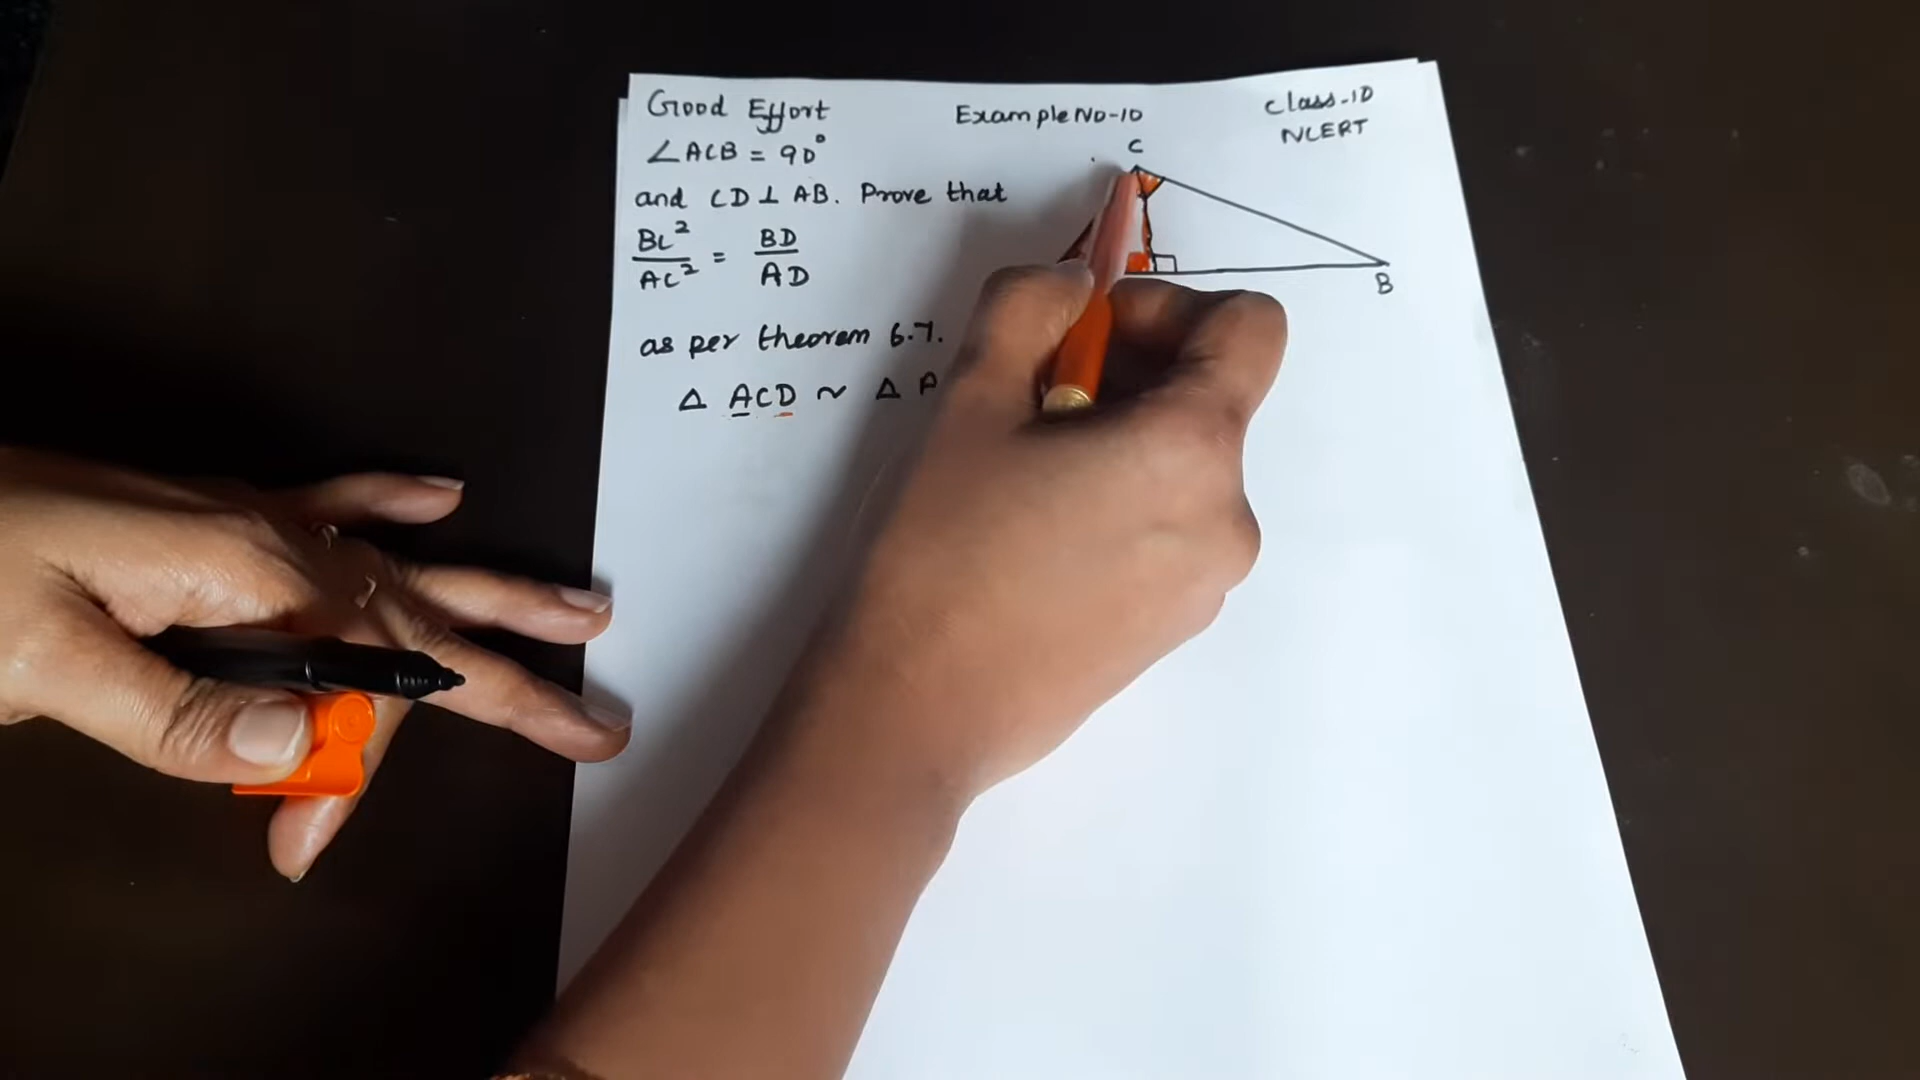 Good Effort
Example No-10
Class-10
NCERT
∠ACB = 90°
and CD ⊥ AB. Prove that
BC²/AC² = BD/AD
as per theorem 6.7.
△ ACD ~ △ A
C
B